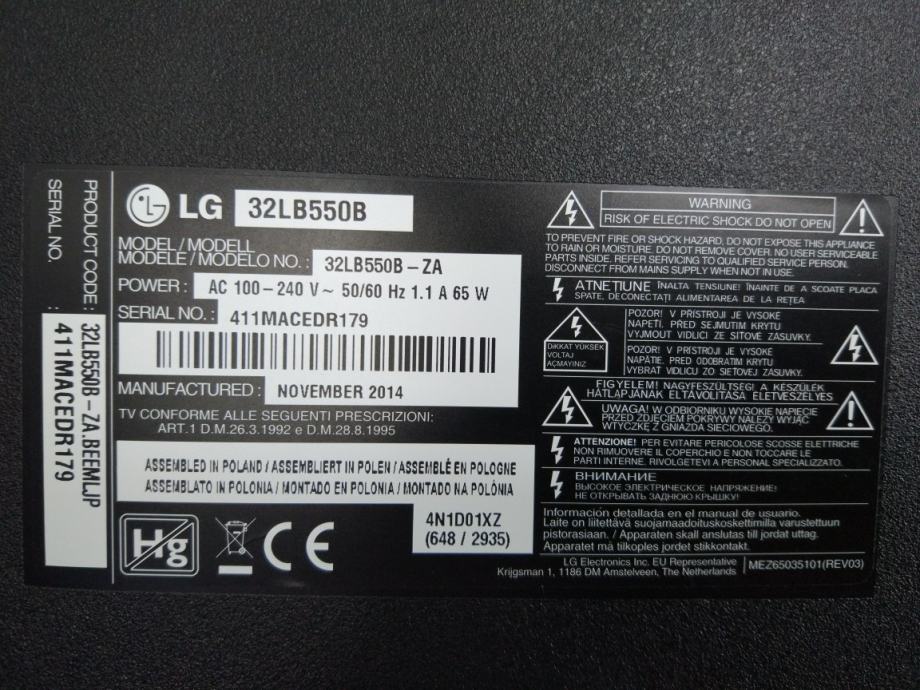 LG 32LB550B
MODEL / MODELL
MODELE / MODELO NO. : 32LB550B-ZA
POWER : AC 100-240 V~ 50/60 Hz 1.1 A 65 W
SERIAL NO. : 411MACEDR179
MANUFACTURED : NOVEMBER 2014
TV CONFORME ALLE SEGUENTI PRESCRIZIONI:
ART.1 D.M.26.3.1992 e D.M.28.8.1995
ASSEMBLED IN POLAND / ASSEMBLIERT IN POLEN / ASSEMBLÉ EN POLOGNE
ASSEMBLATO IN POLONIA / MONTADO EN POLONIA / MONTADO NA POLÓNIA
Hg
CE
4N1D01XZ
(648 / 2935)
PRODUCT CODE : 32LB550B-ZA.BEEMLJP
SERIAL NO. : 411MACEDR179
WARNING
RISK OF ELECTRIC SHOCK DO NOT OPEN
TO PREVENT FIRE OR SHOCK HAZARD, DO NOT EXPOSE THIS APPLIANCE
TO RAIN OR MOISTURE. DO NOT REMOVE COVER. NO USER SERVICEABLE
PARTS INSIDE. REFER SERVICING TO QUALIFIED SERVICE PERSON.
DISCONNECT FROM MAINS SUPPLY WHEN NOT IN USE.
ATNEŢIUNE ÎNALTA TENSIUNE! ÎNAINTE DE A SCOATE PLACA
SPATE, DECONECTAŢI ALIMENTAREA DE LA REŢEA
DİKKAT YÜKSEK
VOLTAJ
AÇMAYINIZ
POZOR! V PŘÍSTROJI JE VYSOKÉ
NAPĚTÍ. PŘED SEJMUTIM KRYTU
VYJMOUT VIDLICI ZE SÍŤOVÉ ZÁSUVKY.
POZOR! V PRÍSTROJI JE VYSOKÉ
NAPÄTIE. PRED ODOBRATÍM KRYTU
VYBRAT VIDLICU ZO SIEŤOVEJ ZÁSUVKY.
FIGYELEM! NAGYFESZÜLTSÉG! A KÉSZÜLÉK
HÁTLAPJÁNAK ELTÁVOLÍTÁSA ÉLETVESZÉLYES
UWAGA! W ODBIORNIKU WYSOKIE NAPIĘCIE
PRZED ZDJĘCIEM POKRYWY NALEŻY WYJĄĆ
WTYCZKĘ Z GNIAZDA SIECIOWEGO.
ATTENZIONE! PER EVITARE PERICOLOSE SCOSSE ELETTRICHE
NON RIMUOVERE IL COPERCHIO E NON TOCCARE LE
PARTI INTERNE. RIVOLGETEVI A PERSONALE SPECIALIZZATO.
ВНИМАНИЕ
ВЫСОКОЕ ЭЛЕКТРИЧЕСКОЕ НАПРЯЖЕНИЕ!
НЕ ОТКРЫВАТЬ ЗАДНЮЮ КРЫШКУ!
Información detallada en el manual de usuario.
Laite on liitettävä suojamaadoituskoskettimilla varustettuun
pistorasiaan. / Apparaten skall anslutas till jordat uttag.
Apparatet må tilkoples jordet stikkontakt.
LG Electronics Inc. EU Representative
Krijgsman 1, 1186 DM Amstelveen, The Netherlands
MEZ65035101(REV03)